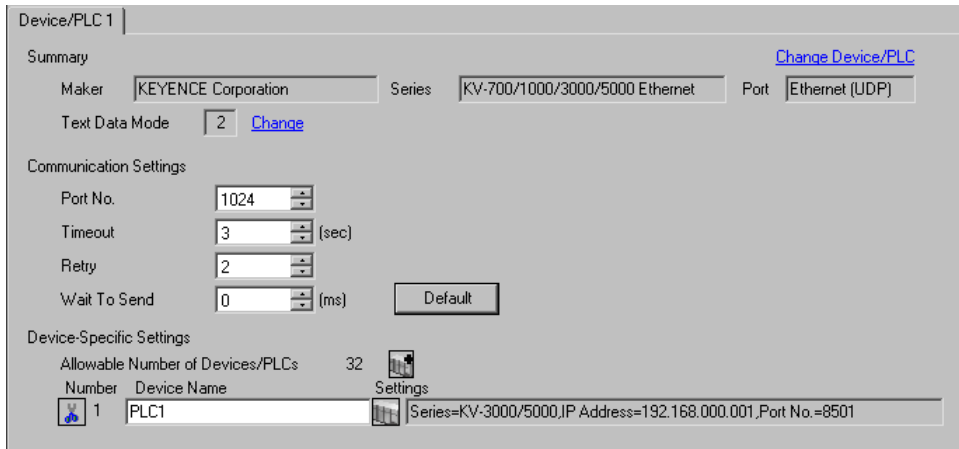 Device/PLC 1
Summary Change Device/PLC
Maker KEYENCE Corporation Series KV-700/1000/3000/5000 Ethernet Port Ethernet (UDP)
Text Data Mode 2 Change
Communication Settings
Port No. 1024
Timeout 3 (sec)
Retry 2
Wait To Send 0 (ms) Default
Device-Specific Settings
Allowable Number of Devices/PLCs 32
Number Device Name Settings
1 PLC1 Series=KV-3000/5000,IP Address=192.168.000.001,Port No.=8501